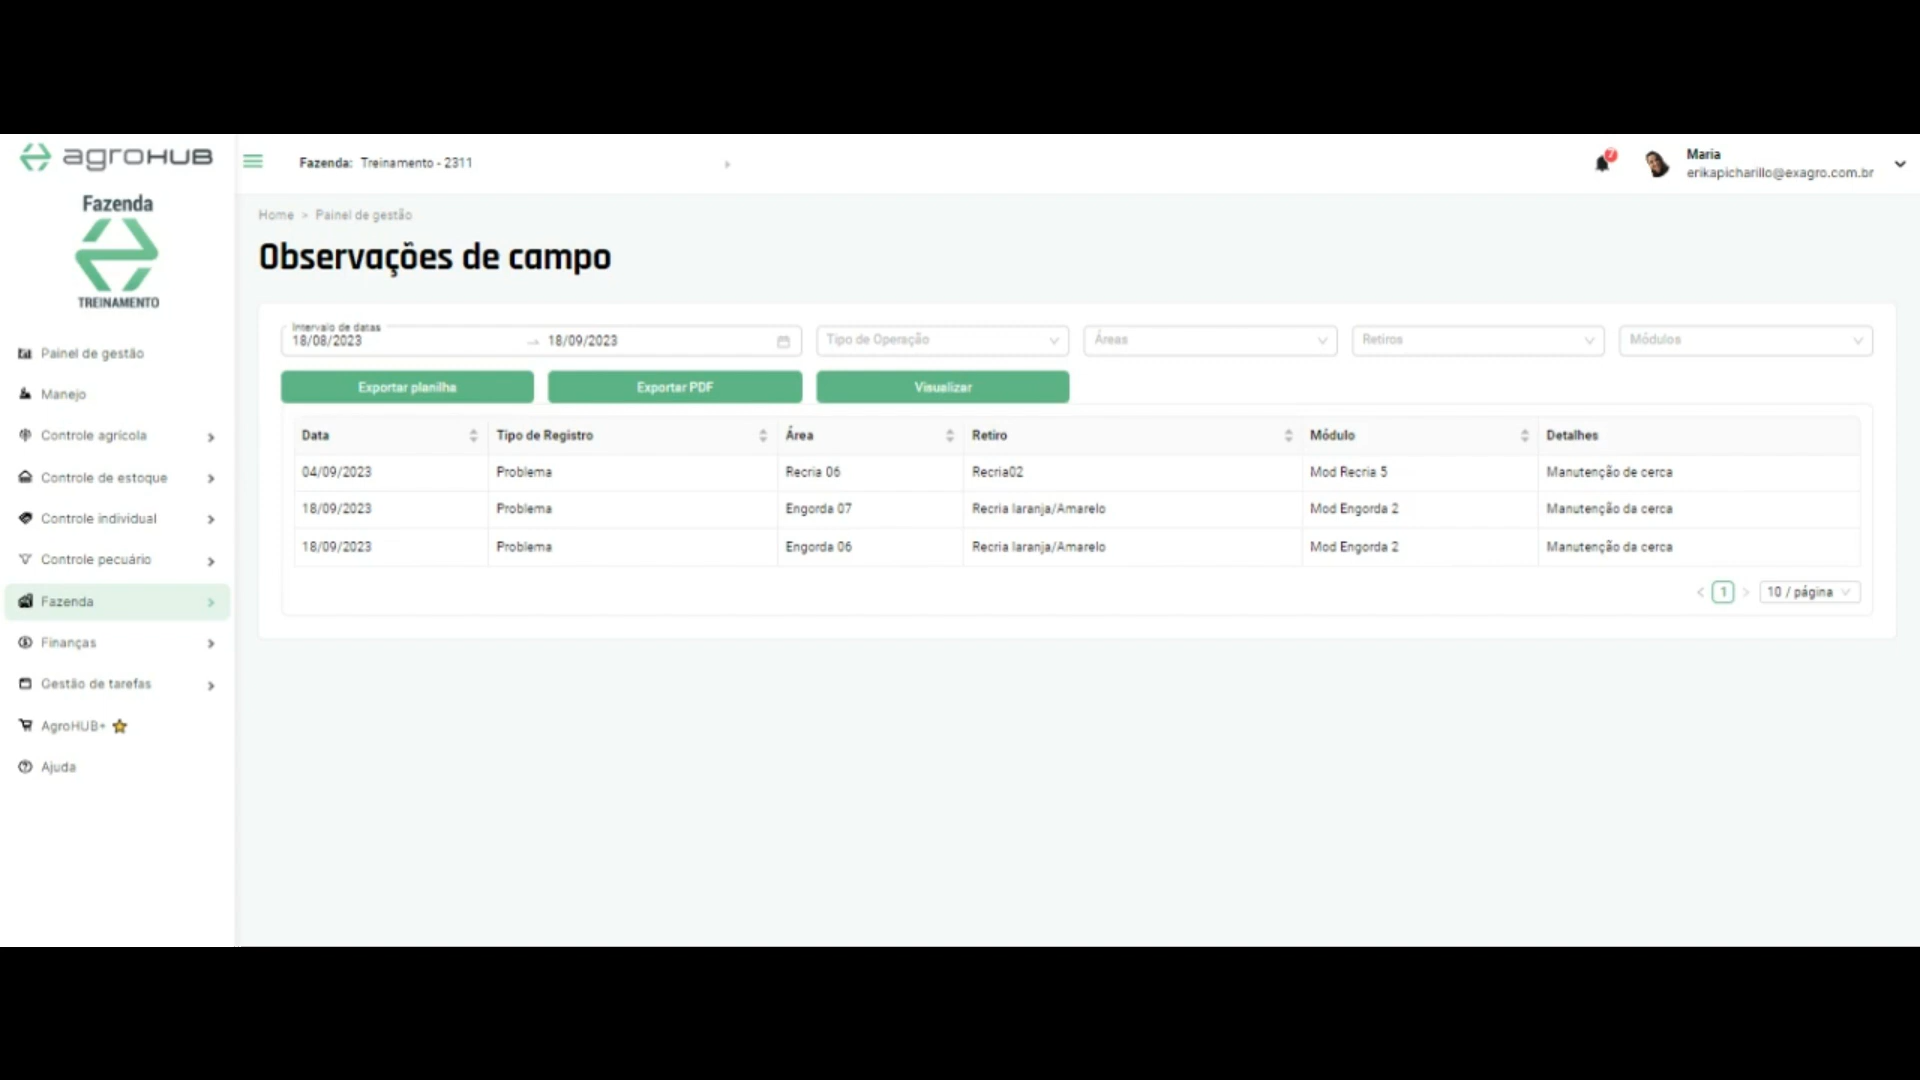 agroHUB
Fazenda: Treinamento - 2311
Maria
erikapicharillo@exagro.com.br
Fazenda
TREINAMENTO
Painel de gestão
Manejo
Controle agrícola
Controle de estoque
Controle individual
Controle pecuário
Fazenda
Finanças
Gestão de tarefas
AgroHUB+
Ajuda
Home > Painel de gestão
Observações de campo
Intervalo de datas
18/08/2023 → 18/09/2023
Tipo de Operação
Áreas
Retiros
Módulos
Exportar planilha
Exportar PDF
Visualizar
Data Tipo de Registro Área Retiro Módulo Detalhes
04/09/2023 Problema Recria 06 Recria02 Mod Recria 5 Manutenção de cerca
18/09/2023 Problema Engorda 07 Recria laranja/Amarelo Mod Engorda 2 Manutenção da cerca
18/09/2023 Problema Engorda 06 Recria laranja/Amarelo Mod Engorda 2 Manutenção da cerca
< 1 > 10 / página